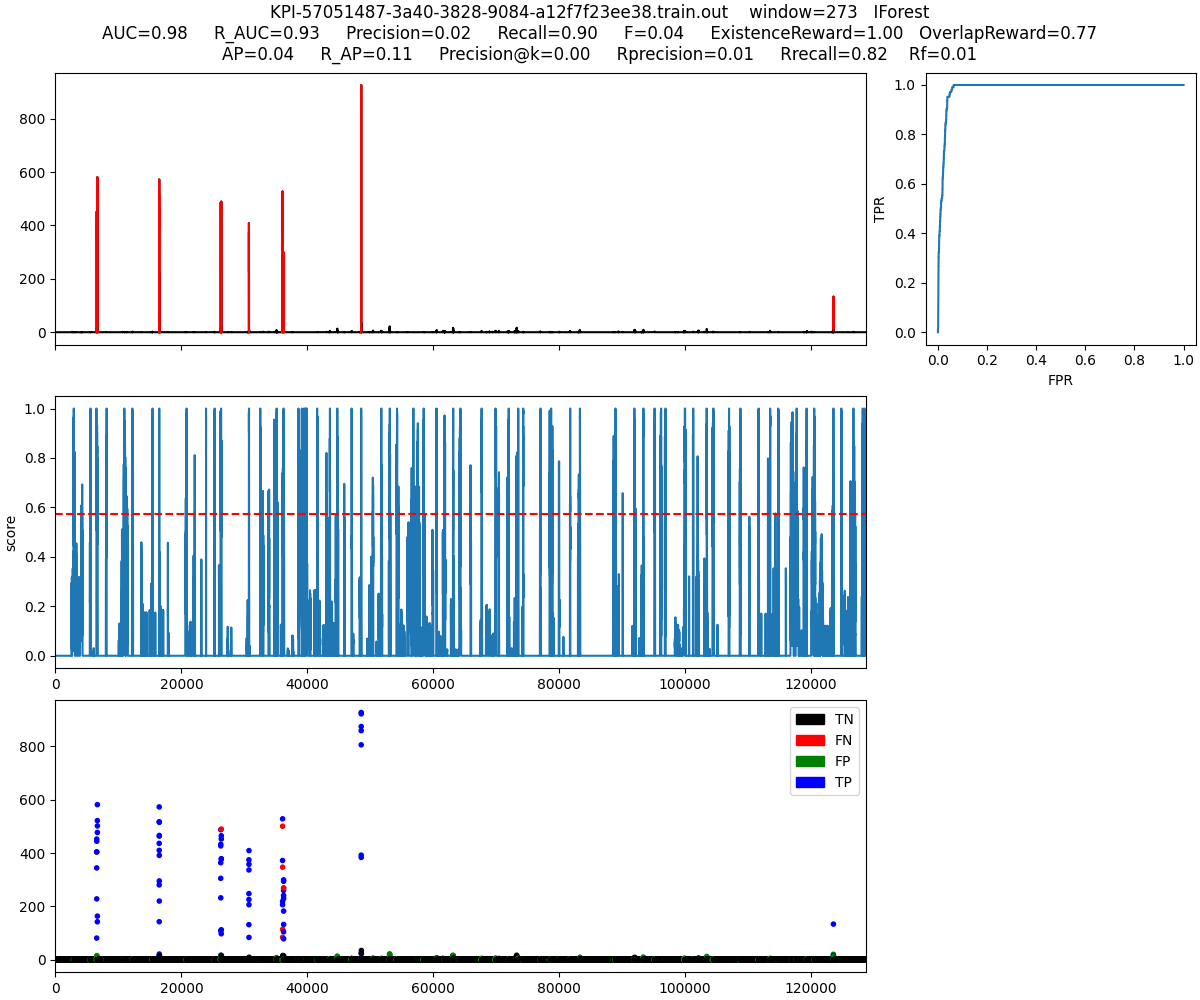 KPI-57051487-3a40-3828-9084-a12f7f23ee38.train.out window=273 IForest
AUC=0.98 R_AUC=0.93 Precision=0.02 Recall=0.90 F=0.04 ExistenceReward=1.00 OverlapReward=0.77
AP=0.04 R_AP=0.11 Precision@k=0.00 Rprecision=0.01 Rrecall=0.82 Rf=0.01
800
600
400
200
0
1.0
0.8
0.6
0.4
0.2
0.0
TPR
0.0 0.2 0.4 0.6 0.8 1.0
FPR
1.0
0.8
0.6
0.4
0.2
0.0
score
0 20000 40000 60000 80000 100000 120000
800
600
400
200
0
TN
FN
FP
TP
0 20000 40000 60000 80000 100000 120000